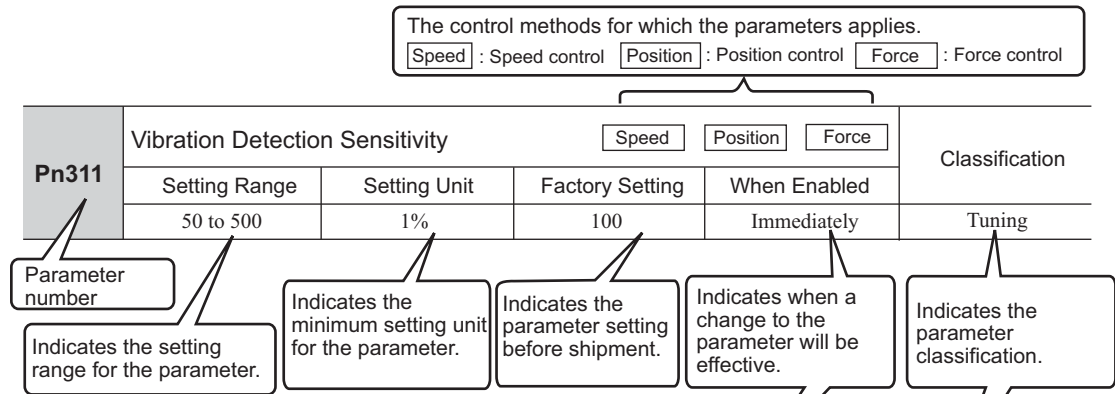 The control methods for which the parameters applies.
Speed : Speed control Position : Position control Force : Force control
Vibration Detection Sensitivity Speed Position Force
Classification
Pn311
Setting Range Setting Unit Factory Setting When Enabled
50 to 500 1% 100 Immediately Tuning
Parameter
number
Indicates the setting
range for the parameter.
Indicates the
minimum setting unit
for the parameter.
Indicates the
parameter setting
before shipment.
Indicates when a
change to the
parameter will be
effective.
Indicates the
parameter
classification.